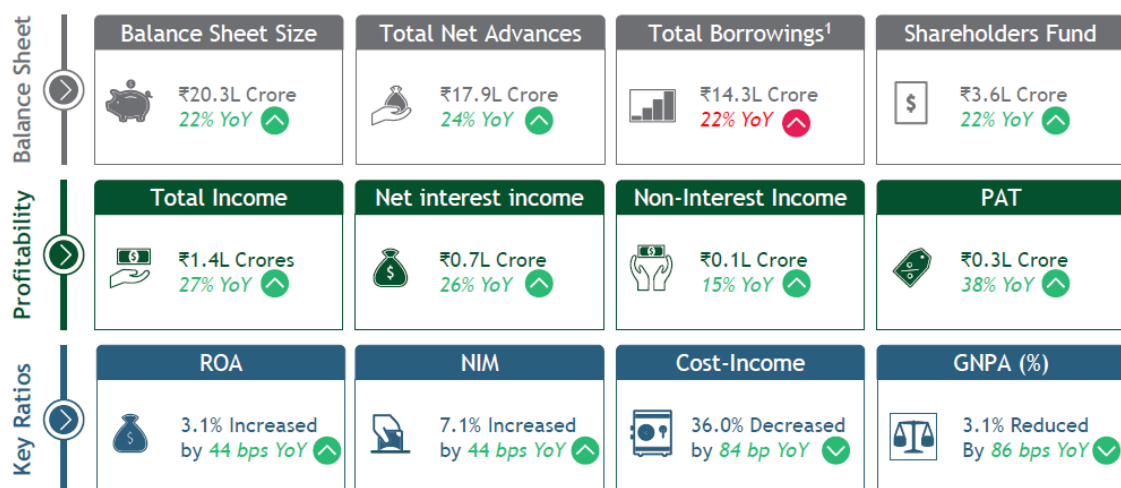 Balance Sheet
Balance Sheet Size
₹20.3L Crore
22% YoY
Total Net Advances
₹17.9L Crore
24% YoY
Total Borrowings¹
₹14.3L Crore
22% YoY
Shareholders Fund
$
₹3.6L Crore
22% YoY
Profitability
Total Income
$
₹1.4L Crores
27% YoY
Net interest income
$
₹0.7L Crore
26% YoY
Non-Interest Income
$
₹0.1L Crore
15% YoY
PAT
%
₹0.3L Crore
38% YoY
Key Ratios
ROA
$
3.1% Increased
by 44 bps YoY
NIM
7.1% Increased
by 44 bps YoY
Cost-Income
36.0% Decreased
by 84 bp YoY
GNPA (%)
3.1% Reduced
By 86 bps YoY